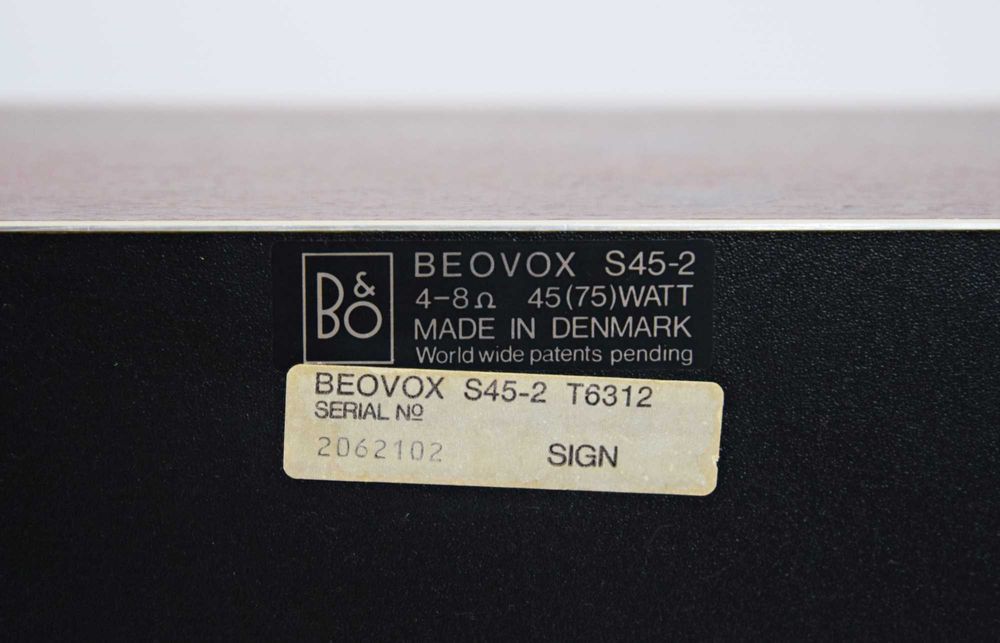 B&O
BEOVOX S45-2
4-8Ω 45(75)WATT
MADE IN DENMARK
World wide patents pending
BEOVOX S45-2 T6312
SERIAL Nº
2062102 SIGN